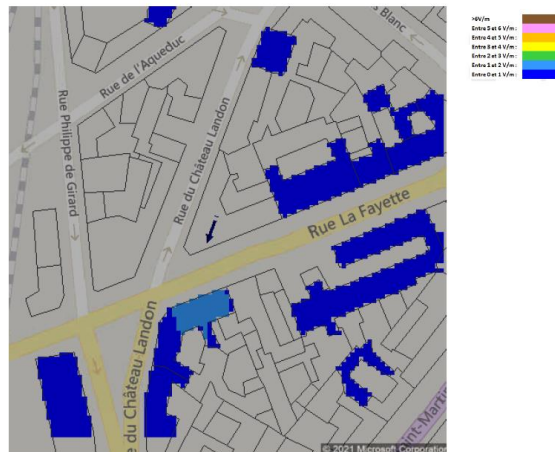 >6V/m
Entre 5 et 6 V/m :
Entre 4 et 5 V/m :
Entre 3 et 4 V/m :
Entre 2 et 3 V/m :
Entre 1 et 2 V/m :
Entre 0 et 1 V/m :
s Blanc
Rue de l'Aqueduc
Rue Philippe de Girard
Rue du Château Landon
Rue La Fayette
e du Château Landon
int-Martin
© 2021 Microsoft Corporation